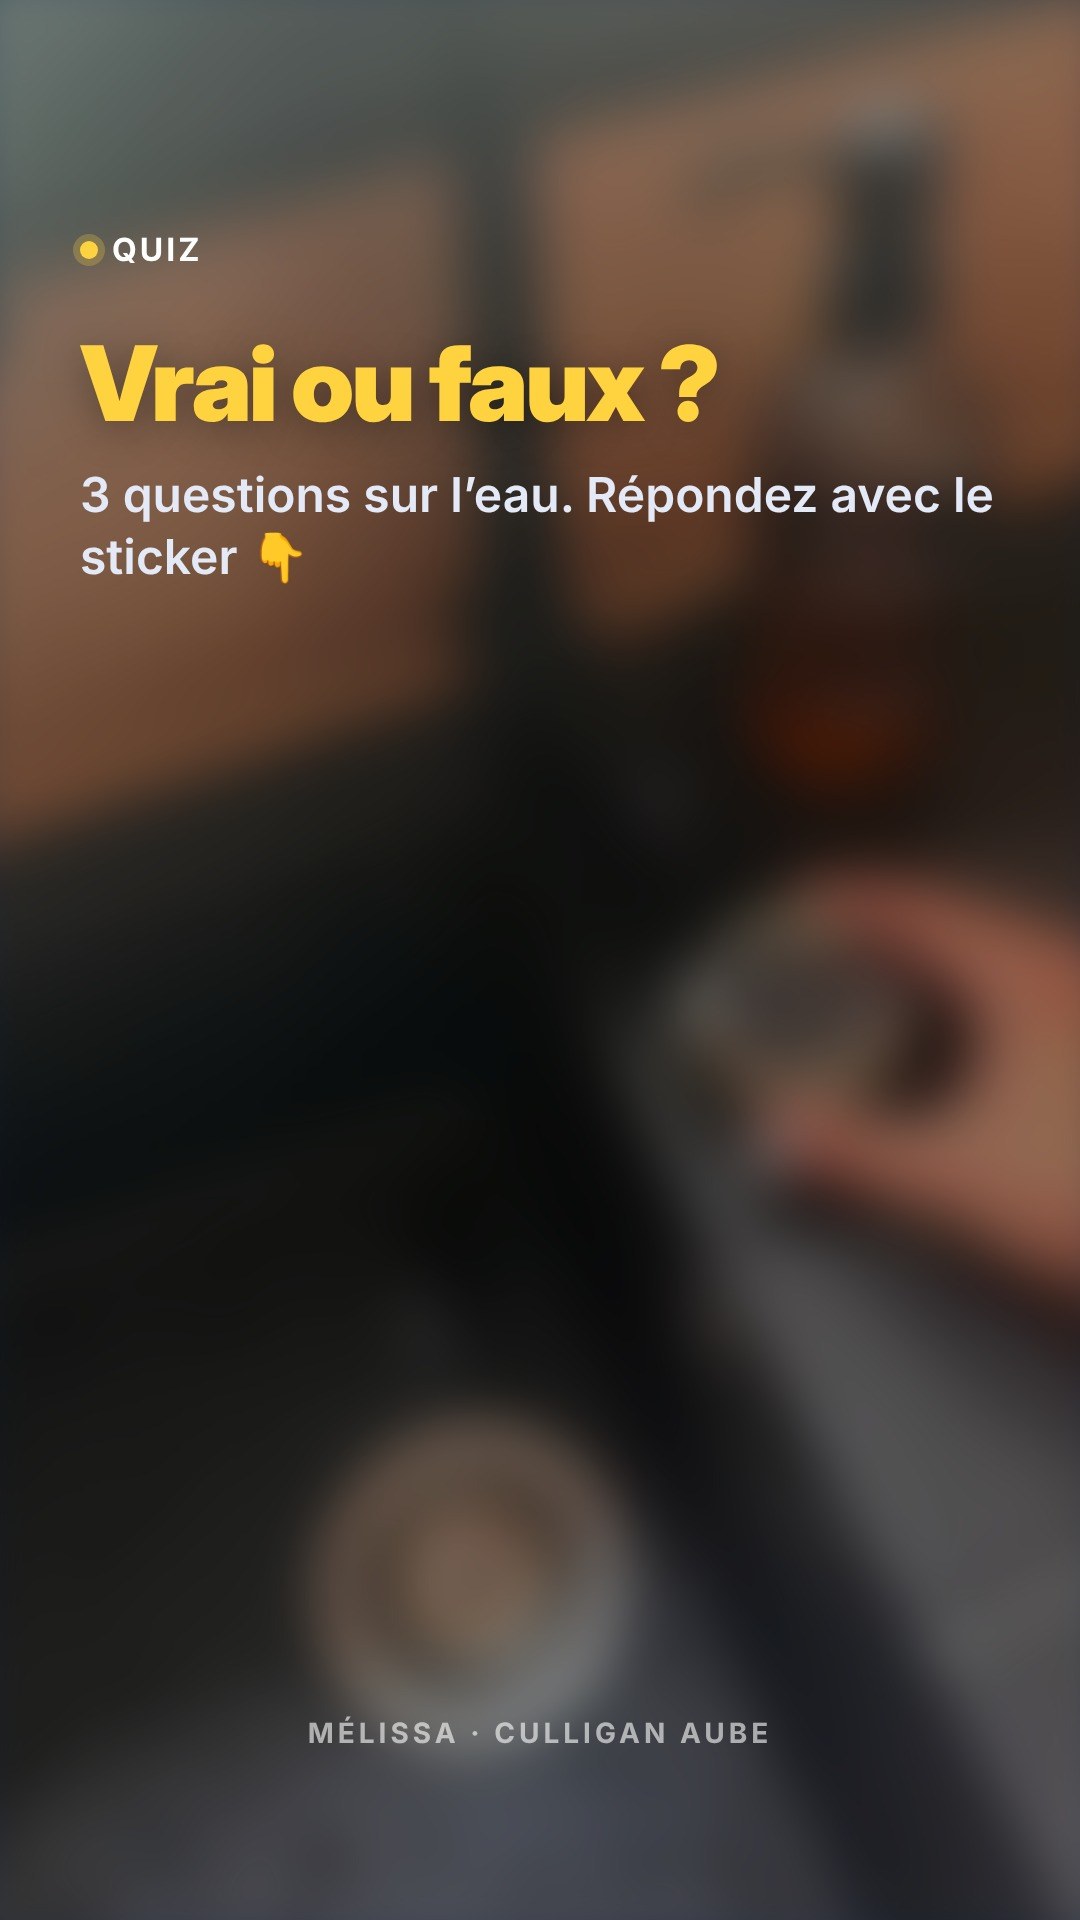 QUIZ
Vrai ou faux ?
3 questions sur l’eau. Répondez avec le
sticker 👇
MÉLISSA · CULLIGAN AUBE